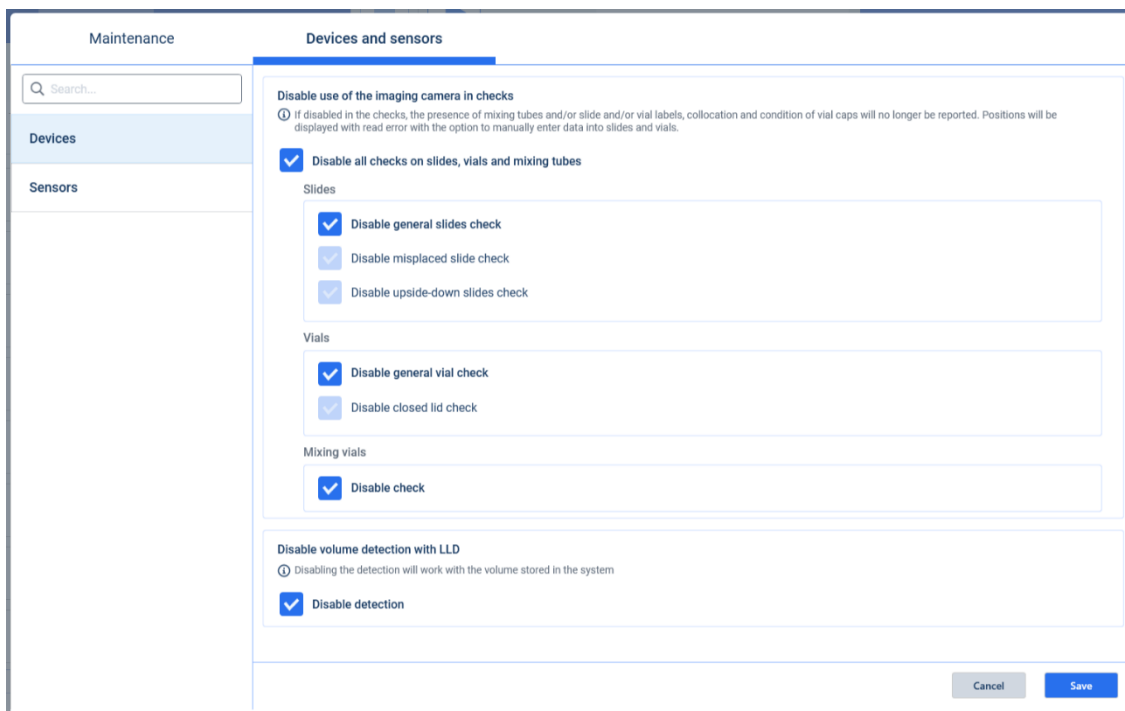 Maintenance
Devices and sensors
Search...
Devices
Sensors
Disable use of the imaging camera in checks
If disabled in the checks, the presence of mixing tubes and/or slide and/or vial labels, collocation and condition of vial caps will no longer be reported. Positions will be
displayed with read error with the option to manually enter data into slides and vials.
Disable all checks on slides, vials and mixing tubes
Slides
Disable general slides check
Disable misplaced slide check
Disable upside-down slides check
Vials
Disable general vial check
Disable closed lid check
Mixing vials
Disable check
Disable volume detection with LLD
Disabling the detection will work with the volume stored in the system
Disable detection
Cancel
Save